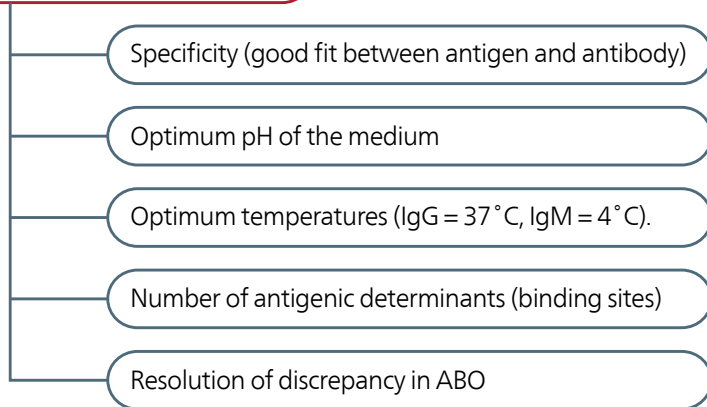 Specificity (good fit between antigen and antibody)
Optimum pH of the medium
Optimum temperatures (IgG = 37˚C, IgM = 4˚C).
Number of antigenic determinants (binding sites)
Resolution of discrepancy in ABO